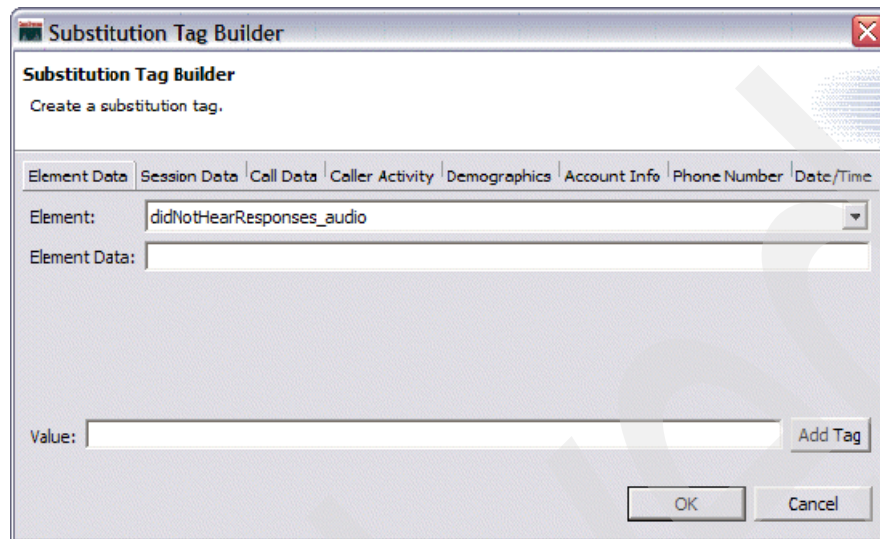 Substitution Tag Builder
Substitution Tag Builder
Create a substitution tag.
Element Data Session Data Call Data Caller Activity Demographics Account Info Phone Number Date/Time
Element: didNotHearResponses_audio
Element Data:
Value: Add Tag
OK Cancel